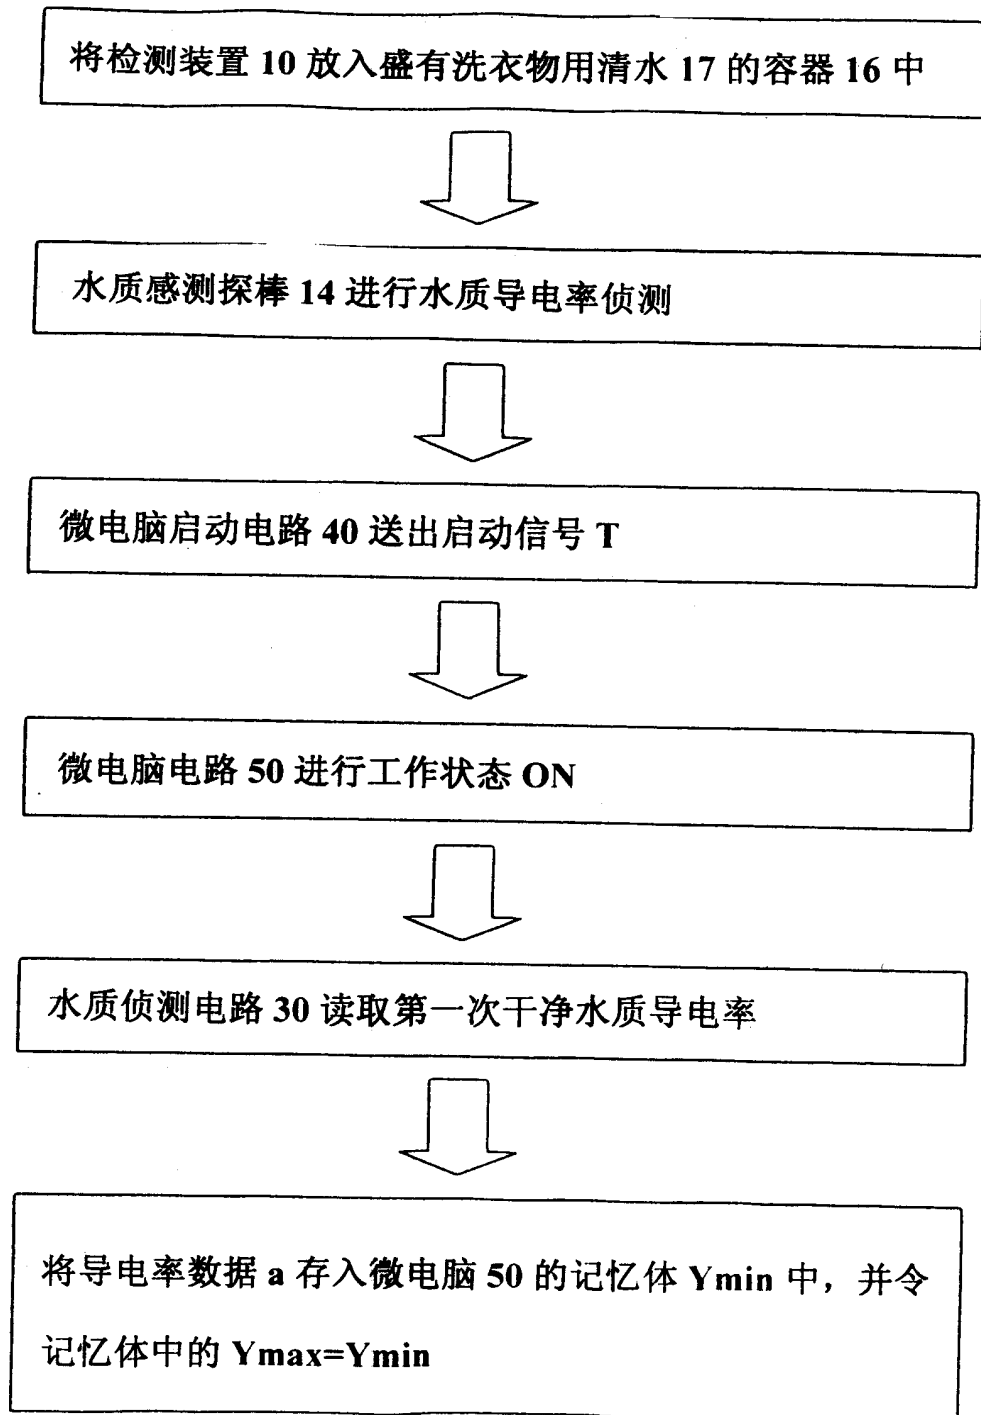 将检测装置 10 放入盛有洗衣物用清水 17 的容器 16 中
水质感测探棒 14 进行水质导电率侦测
微电脑启动电路 40 送出启动信号 T
微电脑电路 50 进行工作状态 ON
水质侦测电路 30 读取第一次干净水质导电率
将导电率数据 a 存入微电脑 50 的记忆体 Ymin 中，并令
记忆体中的 Ymax=Ymin